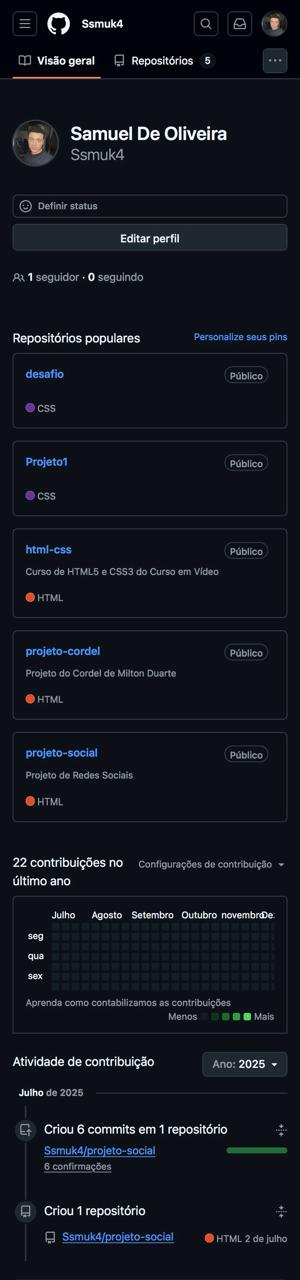 Ssmuk4
Visão geral
Repositórios 5
Samuel De Oliveira
Ssmuk4
Definir status
Editar perfil
1 seguidor · 0 seguindo
Repositórios populares
Personalize seus pins
desafio
Público
CSS
Projeto1
Público
CSS
html-css
Público
Curso de HTML5 e CSS3 do Curso em Vídeo
HTML
projeto-cordel
Público
Projeto do Cordel de Milton Duarte
HTML
projeto-social
Público
Projeto de Redes Sociais
HTML
22 contribuições no
último ano
Configurações de contribuição
Julho Agosto Setembro Outubro novembro De:
seg
qua
sex
Aprenda como contabilizamos as contribuições
Menos Mais
Atividade de contribuição
Ano: 2025
Julho de 2025
Criou 6 commits em 1 repositório
Ssmuk4/projeto-social
6 confirmações
Criou 1 repositório
Ssmuk4/projeto-social HTML 2 de julho